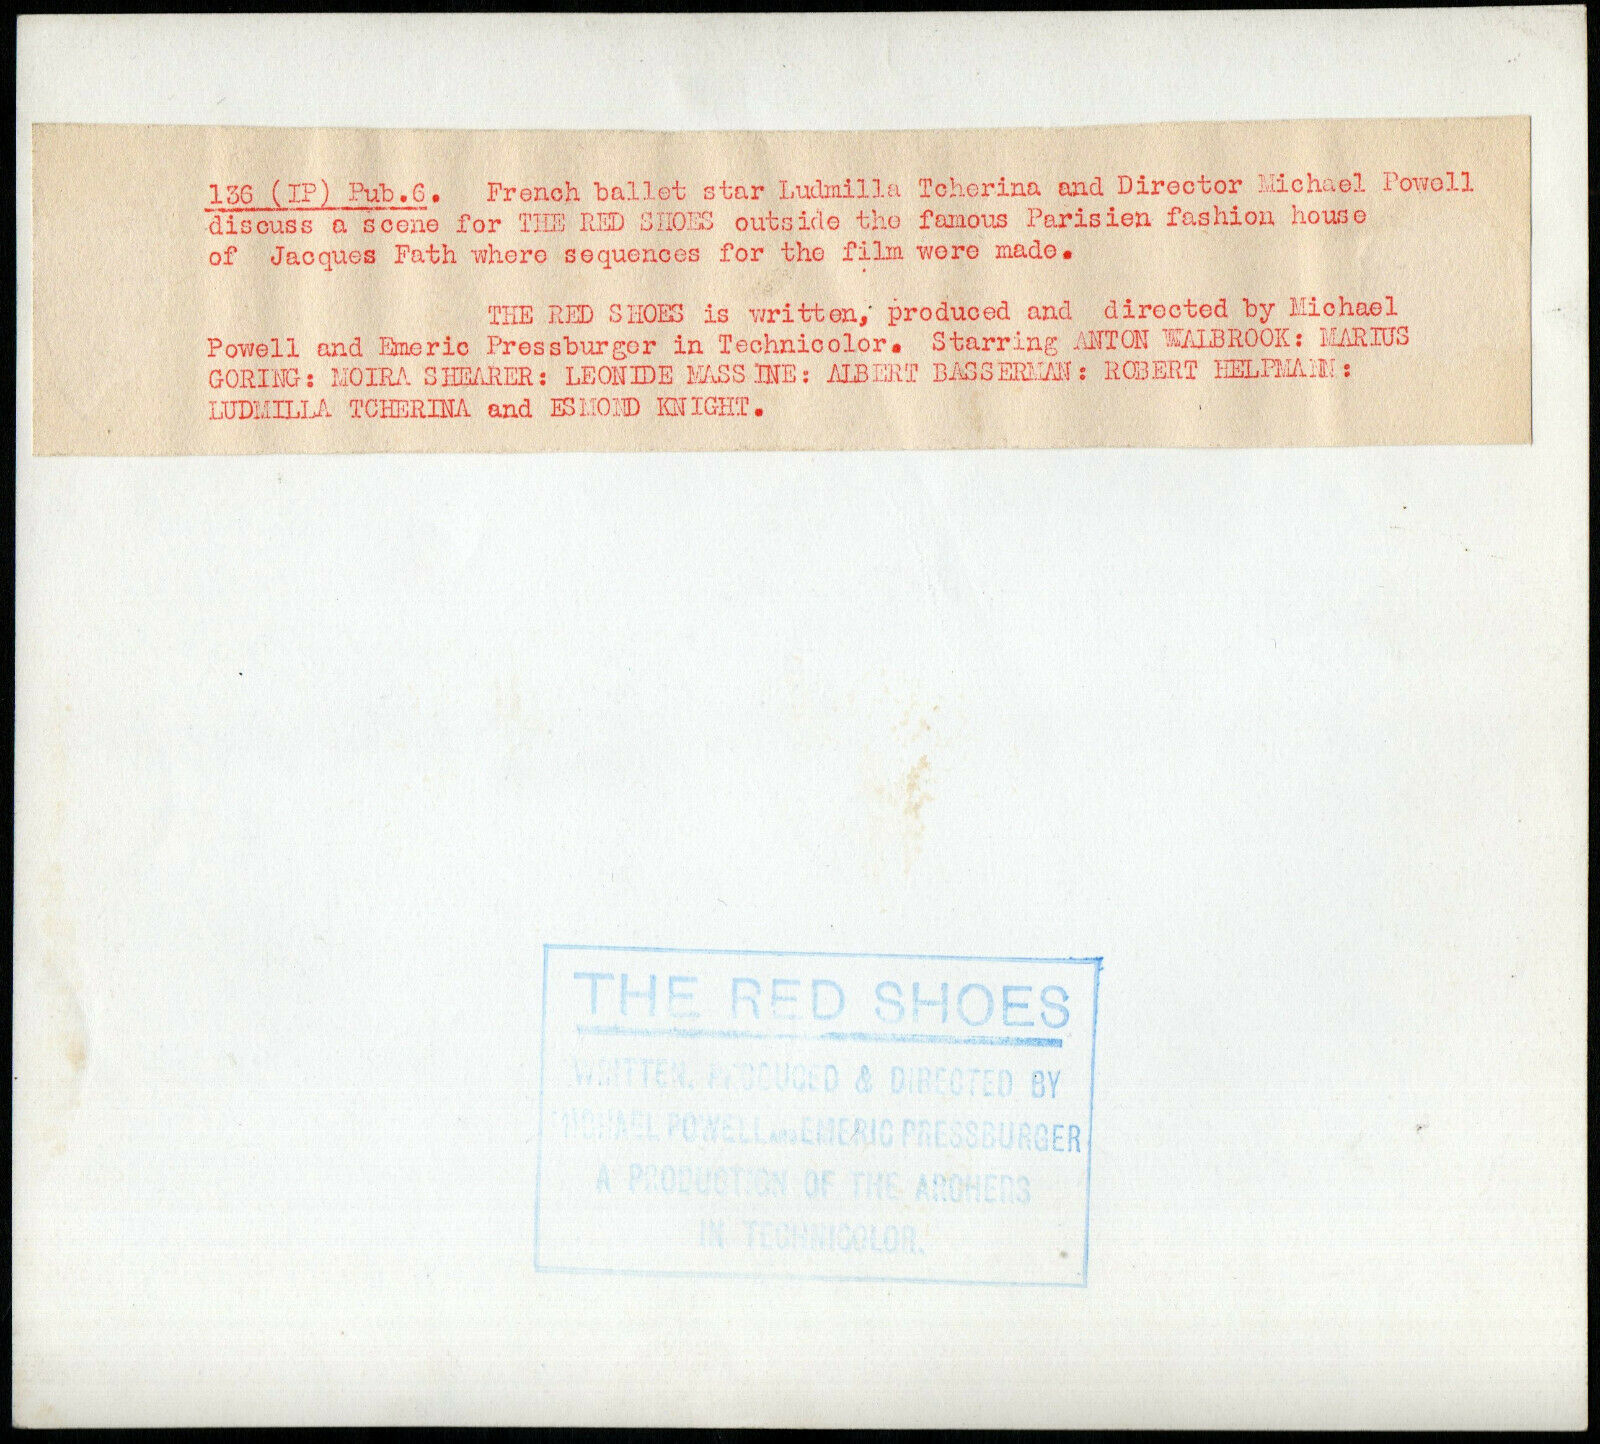 136 (IP) Pub.6. French ballet star Ludmilla Tcherina and Director Michael Powell
discuss a scene for THE RED SHOES outside the famous Parisien fashion house
of Jacques Fath where sequences for the film were made.
THE RED SHOES is written, produced and directed by Michael
Powell and Emeric Pressburger in Technicolor. Starring ANTON WALBROOK: MARIUS
GORING: MOIRA SHEARER: LEONIDE MASSINE: ALBERT BASSERMAN: ROBERT HELPMANN:
LUDMILLA TCHERINA and ESMOND KNIGHT.
THE RED SHOES
WRITTEN, PRODUCED & DIRECTED BY
MICHAEL POWELL AND EMERIC PRESSBURGER
A PRODUCTION OF THE ARCHERS
IN TECHNICOLOR.